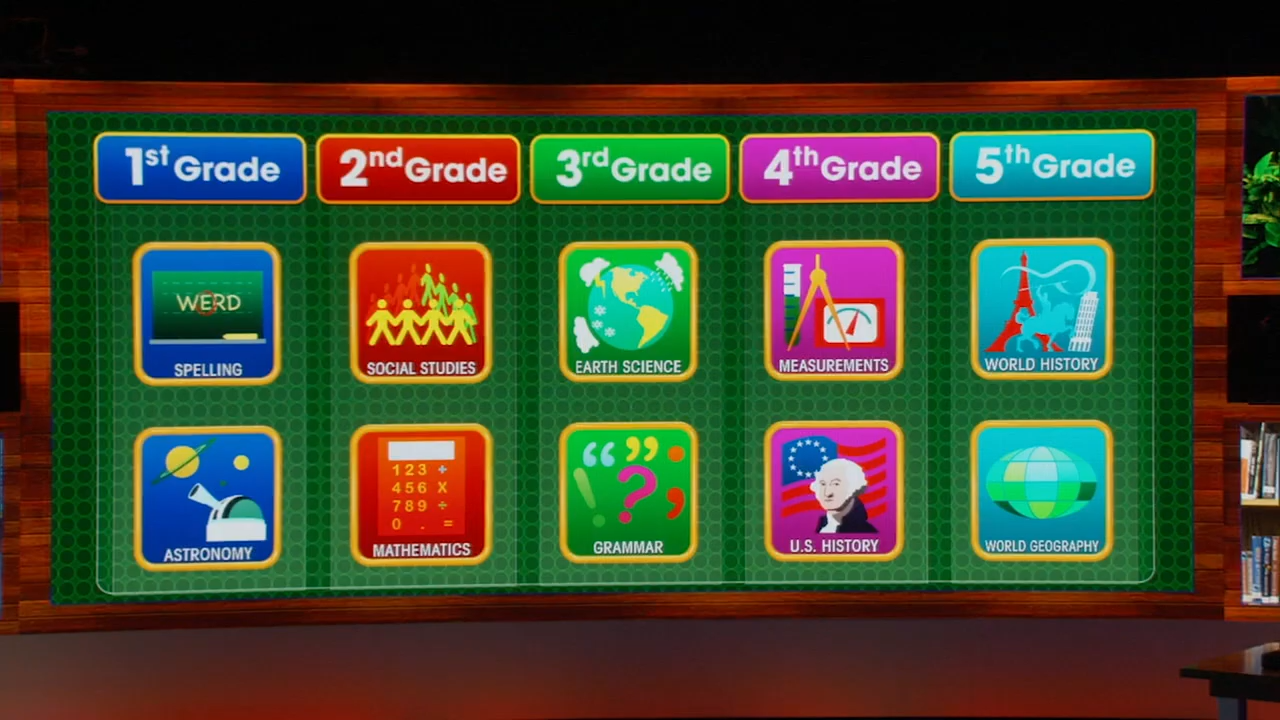 1st Grade
2nd Grade
3rd Grade
4th Grade
5th Grade
WERD
SPELLING
SOCIAL STUDIES
EARTH SCIENCE
MEASUREMENTS
WORLD HISTORY
ASTRONOMY
123 ÷
456 X
789 ÷
0 . =
MATHEMATICS
“ ” ! ? ;
GRAMMAR
U.S. HISTORY
WORLD GEOGRAPHY